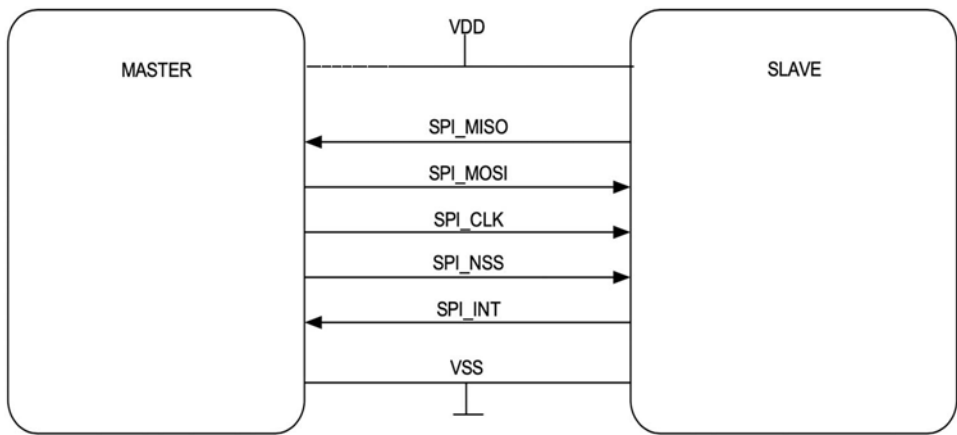 VDD
MASTER
SLAVE
SPI_MISO
SPI_MOSI
SPI_CLK
SPI_NSS
SPI_INT
VSS